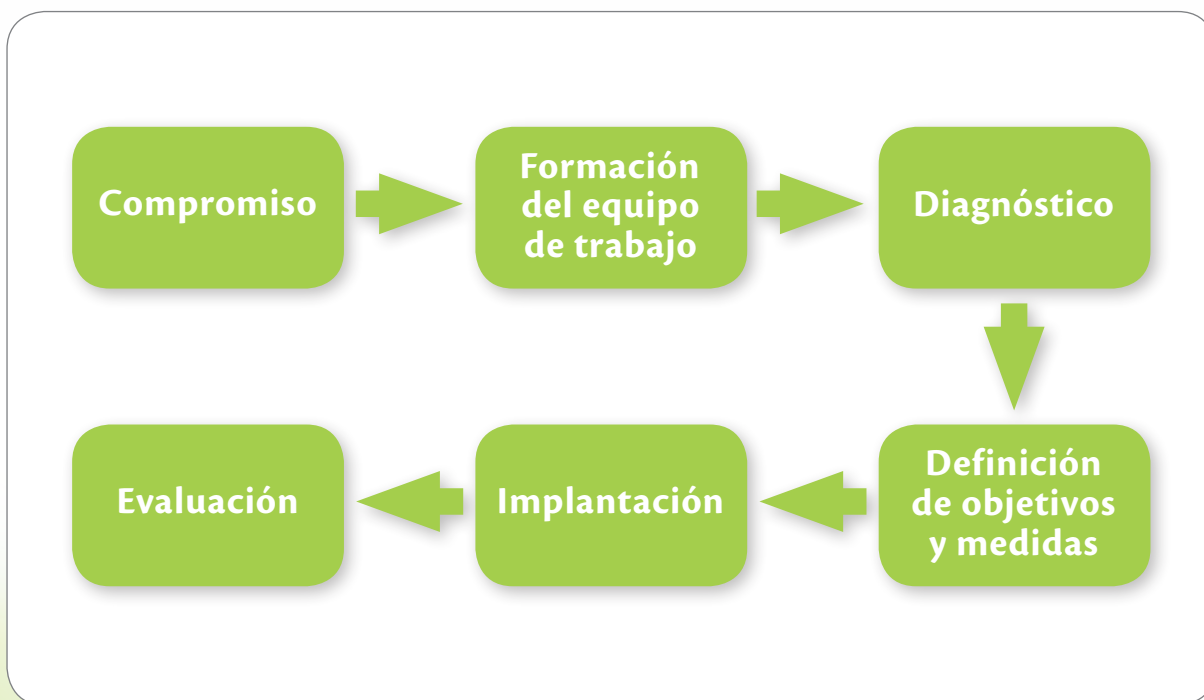 Compromiso
Formación
del equipo
de trabajo
Diagnóstico
Definición
de objetivos
y medidas
Implantación
Evaluación